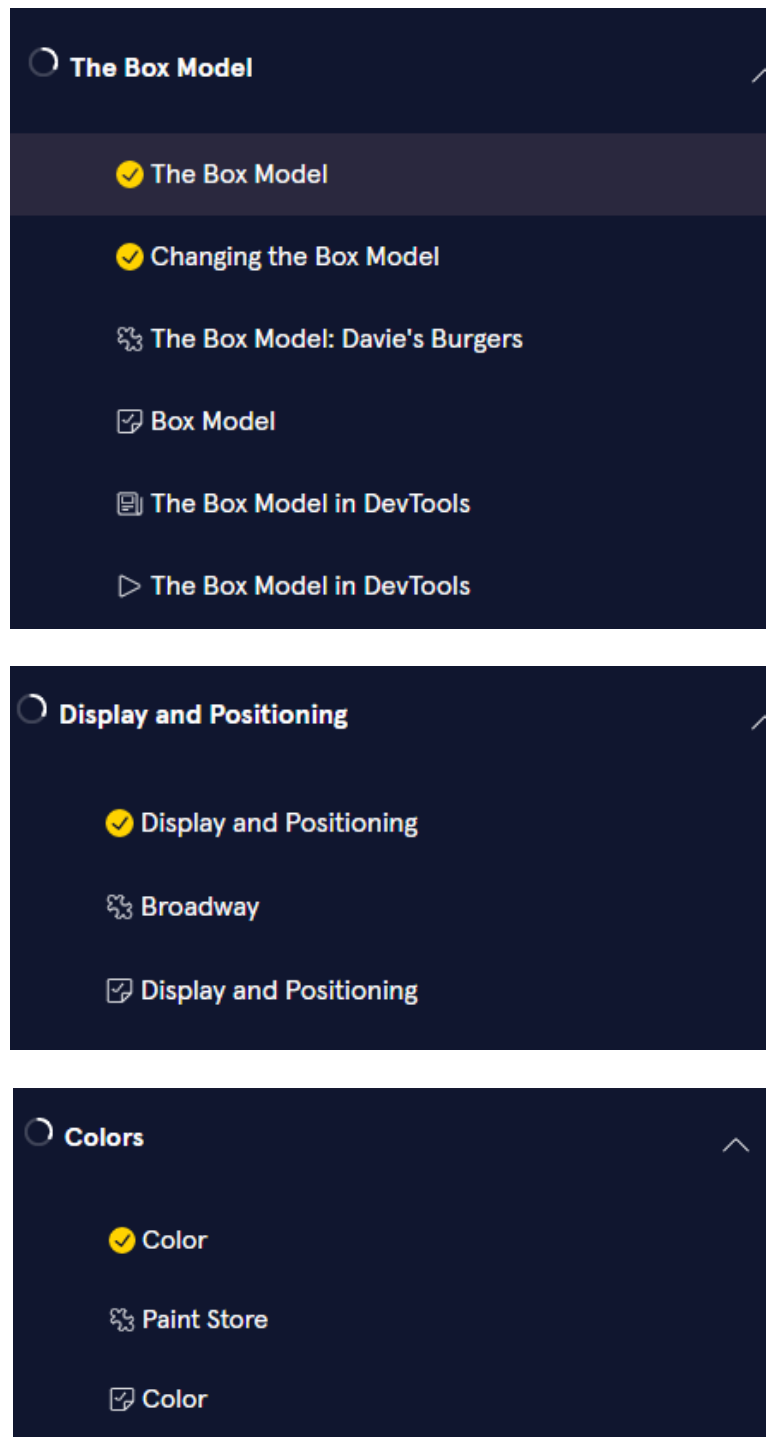 The Box Model
The Box Model
Changing the Box Model
The Box Model: Davie's Burgers
Box Model
The Box Model in DevTools
The Box Model in DevTools
Display and Positioning
Display and Positioning
Broadway
Display and Positioning
Colors
Color
Paint Store
Color